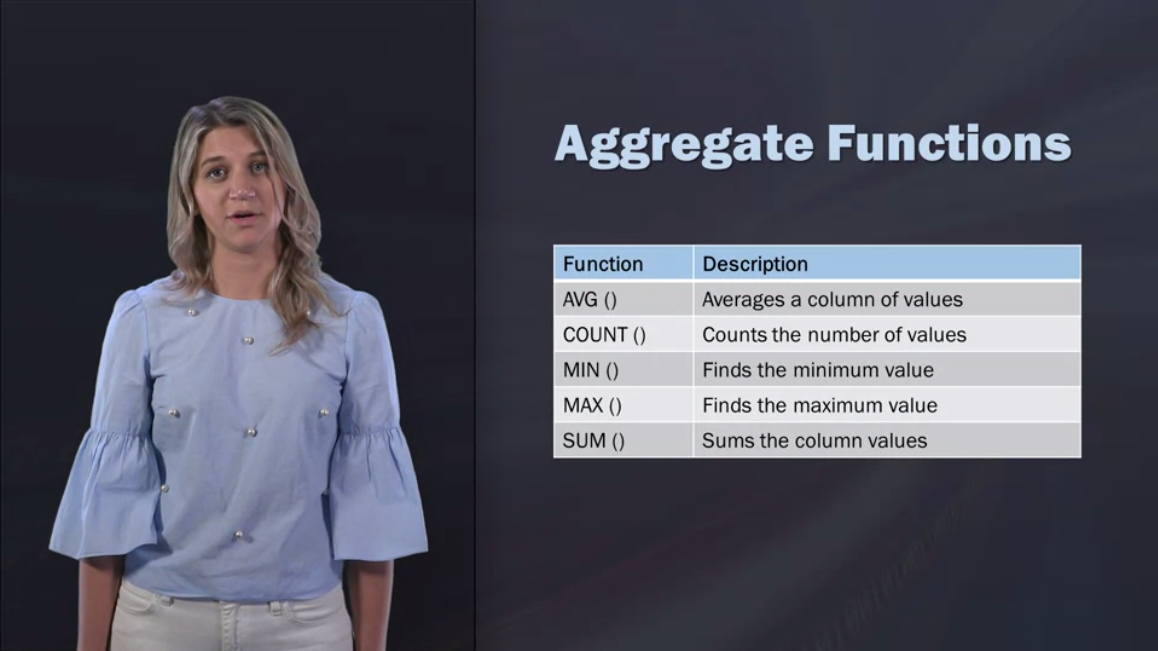 Aggregate Functions
Function Description
AVG () Averages a column of values
COUNT () Counts the number of values
MIN () Finds the minimum value
MAX () Finds the maximum value
SUM () Sums the column values